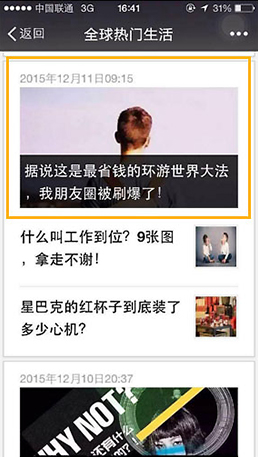 中国联通 3G 16:41 31%
返回 全球热门生活
2015年12月11日09:15
据说这是最省钱的环游世界大法
，我朋友圈被刷爆了！
什么叫工作到位？9张图
，拿走不谢！
星巴克的红杯子到底装了
多少心机？
2015年12月10日20:37
WHY NOT?
还有什么